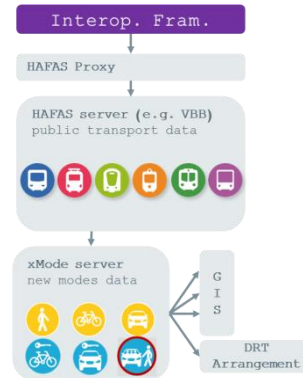 Interop. Fram.
HAFAS Proxy
HAFAS server (e.g. VBB)
public transport data
xMode server
new modes data
G
I
S
DRT
Arrangement